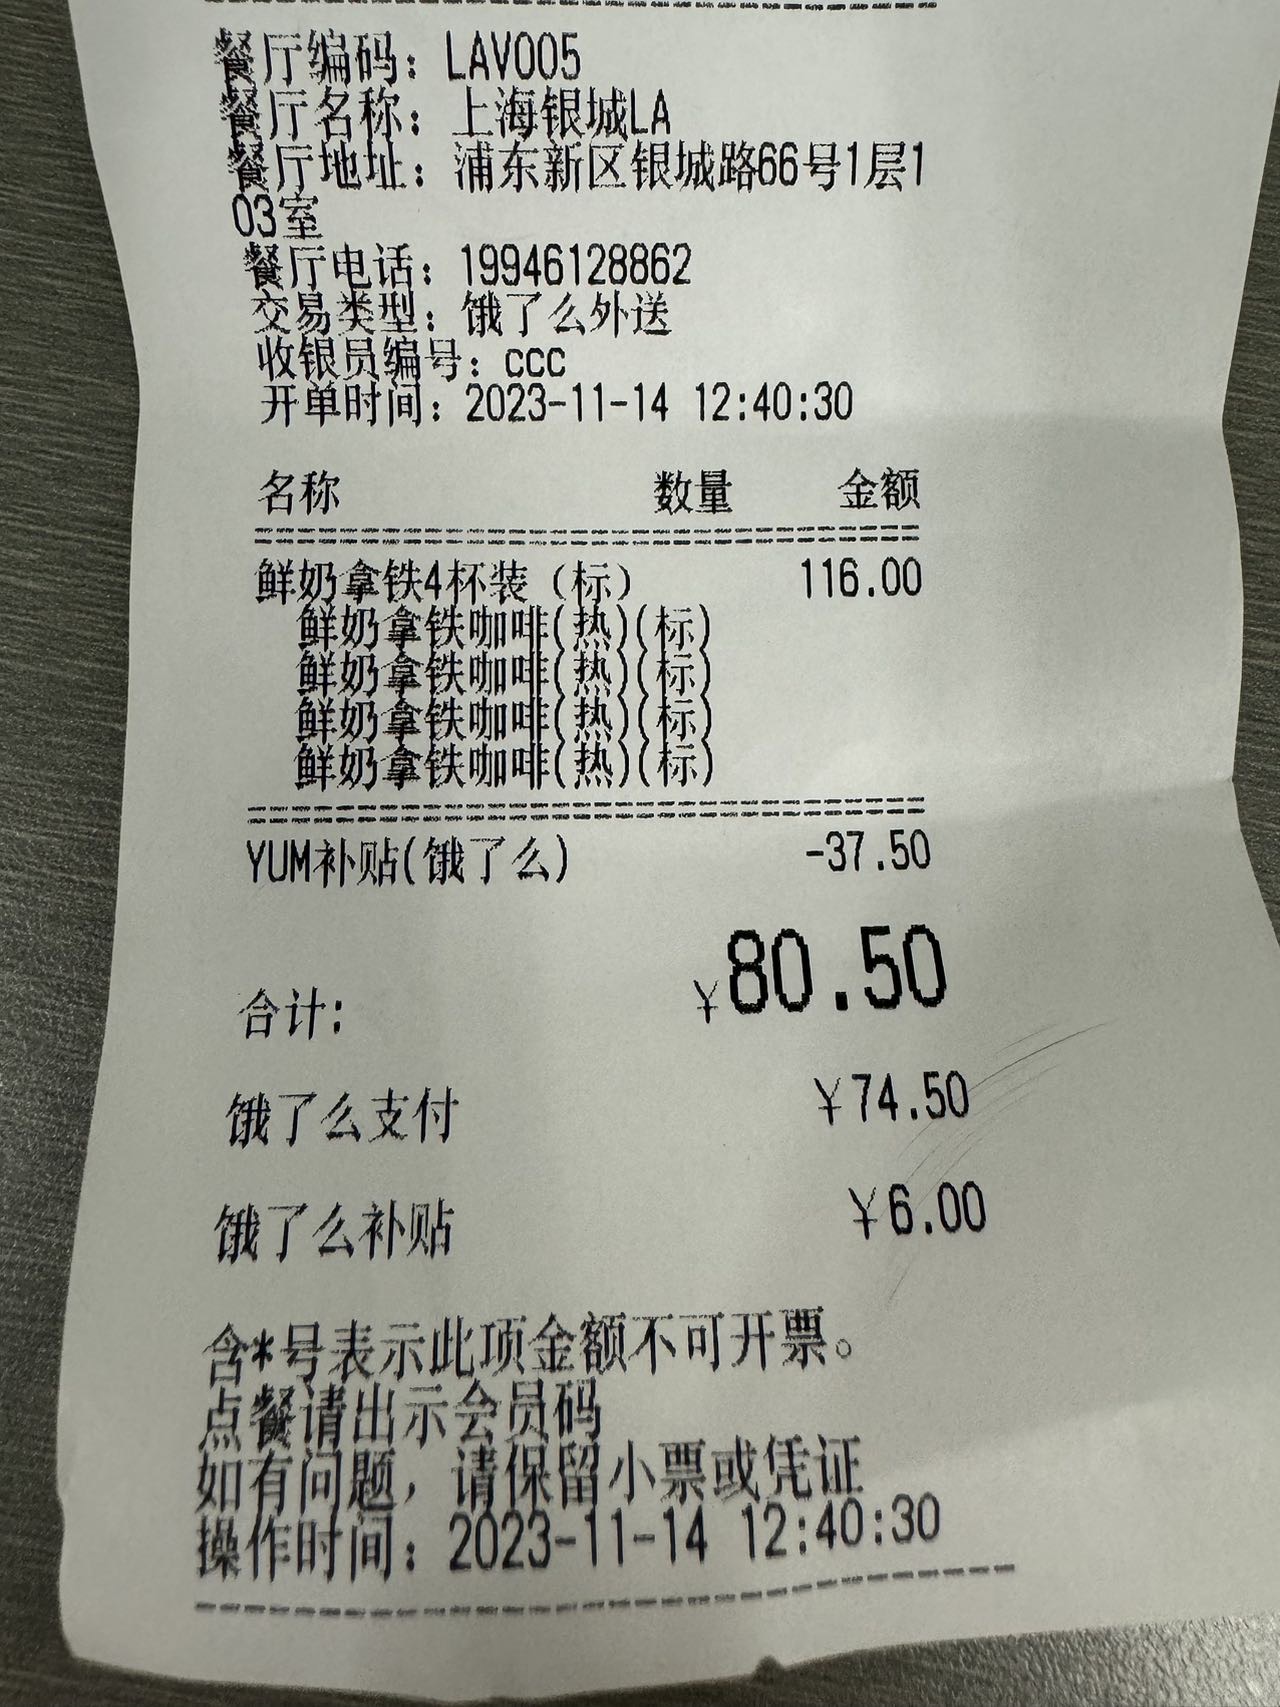 餐厅编码：LAV005
餐厅名称：上海银城LA
餐厅地址：浦东新区银城路66号1层1
03室
餐厅电话：19946128862
交易类型：饿了么外送
收银员编号：ccc
开单时间：2023-11-14 12:40:30
名称 数量 金额
鲜奶拿铁4杯装（标） 116.00
鲜奶拿铁咖啡(热)(标)
鲜奶拿铁咖啡(热)(标)
鲜奶拿铁咖啡(热)(标)
鲜奶拿铁咖啡(热)(标)
YUM补贴(饿了么) -37.50
合计: ¥80.50
饿了么支付 ¥74.50
饿了么补贴 ¥6.00
含*号表示此项金额不可开票。
点餐请出示会员码
如有问题，请保留小票或凭证
操作时间：2023-11-14 12:40:30